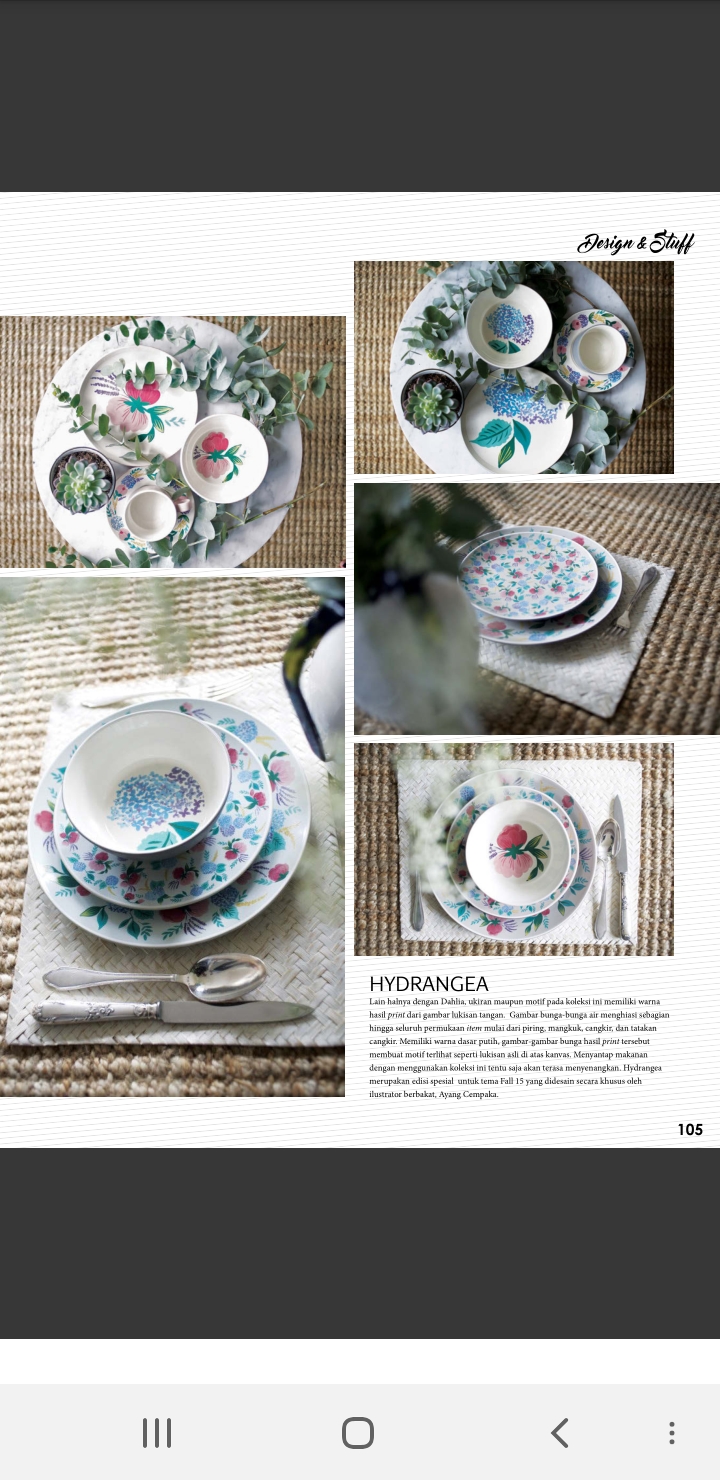 Design & Stuff
HYDRANGEA
Lain halnya dengan Dahlia, ukiran maupun motif pada koleksi ini memiliki warna
hasil print dari gambar lukisan tangan. Gambar bunga-bunga air menghiasi sebagian
hingga seluruh permukaan item mulai dari piring, mangkuk, cangkir, dan tatakan
cangkir. Memiliki warna dasar putih, gambar-gambar bunga hasil print tersebut
membuat motif terlihat seperti lukisan asli di atas kanvas. Menyantap makanan
dengan menggunakan koleksi ini tentu saja akan terasa menyenangkan. Hydrangea
merupakan edisi spesial untuk tema Fall 15 yang didesain secara khusus oleh
ilustrator berbakat, Ayang Cempaka.
105